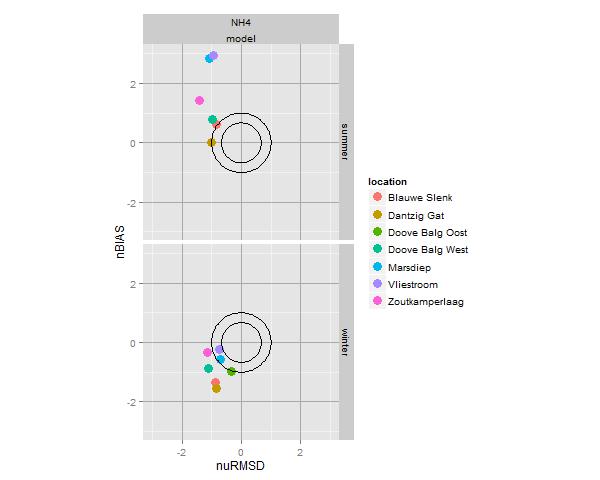 NH4
model
2
0
-2
summer
nBIAS
2
0
-2
winter
-2 0 2
nuRMSD
location
Blauwe Slenk
Dantzig Gat
Doove Balg Oost
Doove Balg West
Marsdiep
Vliestroom
Zoutkamperlaag